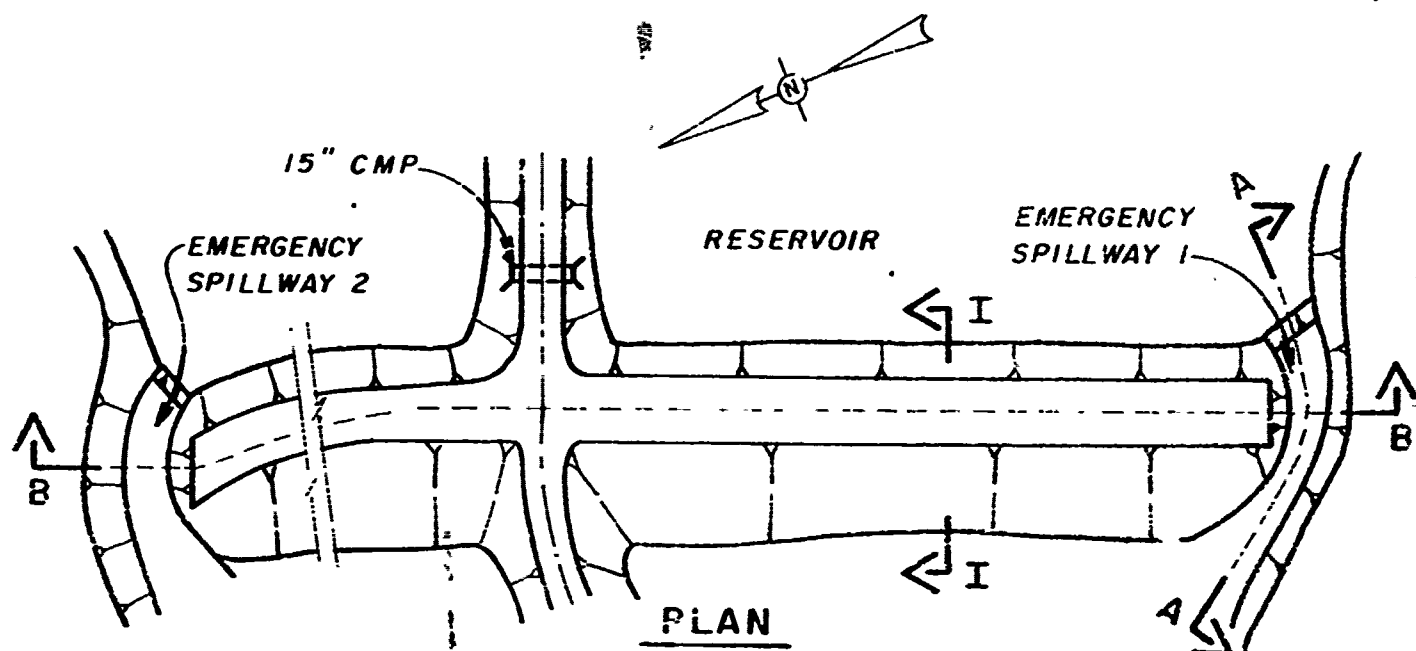 N
15" CMP
EMERGENCY
SPILLWAY 2
RESERVOIR
EMERGENCY
SPILLWAY 1
A
I
B
B
I
A
PLAN